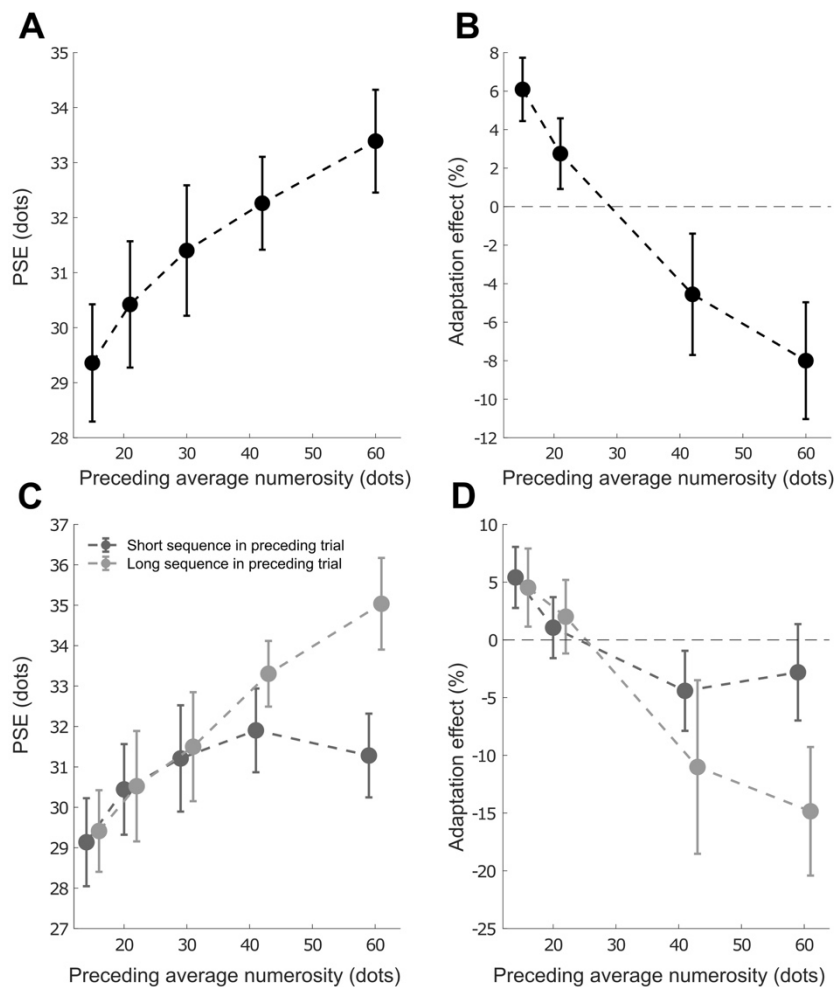 A
35
34
33
32
31
30
29
28
PSE (dots)
20 30 40 50 60
Preceding average numerosity (dots)
B
8
6
4
2
0
-2
-4
-6
-8
-10
-12
Adaptation effect (%)
20 30 40 50 60
Preceding average numerosity (dots)
C
37
36
35
34
33
32
31
30
29
28
27
PSE (dots)
Short sequence in preceding trial
Long sequence in preceding trial
20 30 40 50 60
Preceding average numerosity (dots)
D
10
5
0
-5
-10
-15
-20
-25
Adaptation effect (%)
20 30 40 50 60
Preceding average numerosity (dots)